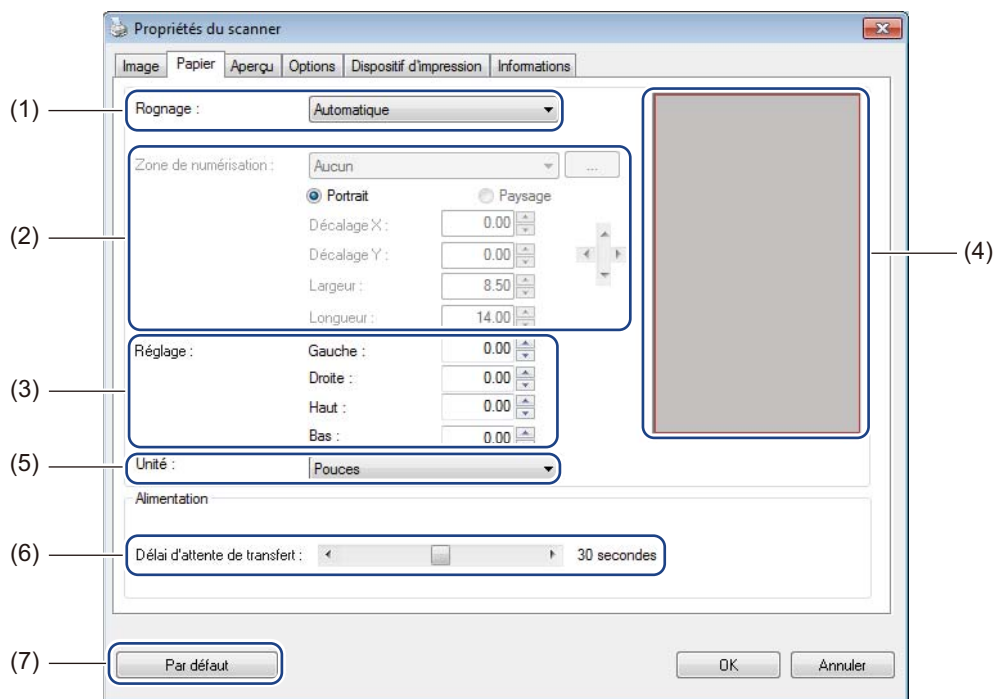 Propriétés du scanner
Image Papier Aperçu Options Dispositif d'impression Informations
(1) Rognage : Automatique
(2) Zone de numérisation : Aucun ...
Portrait Paysage
Décalage X : 0.00
Décalage Y : 0.00
Largeur : 8.50
Longueur : 14.00
(3) Réglage : Gauche : 0.00
Droite : 0.00
Haut : 0.00
Bas : 0.00
(4)
(5) Unité : Pouces
Alimentation
(6) Délai d'attente de transfert : 30 secondes
(7) Par défaut OK Annuler